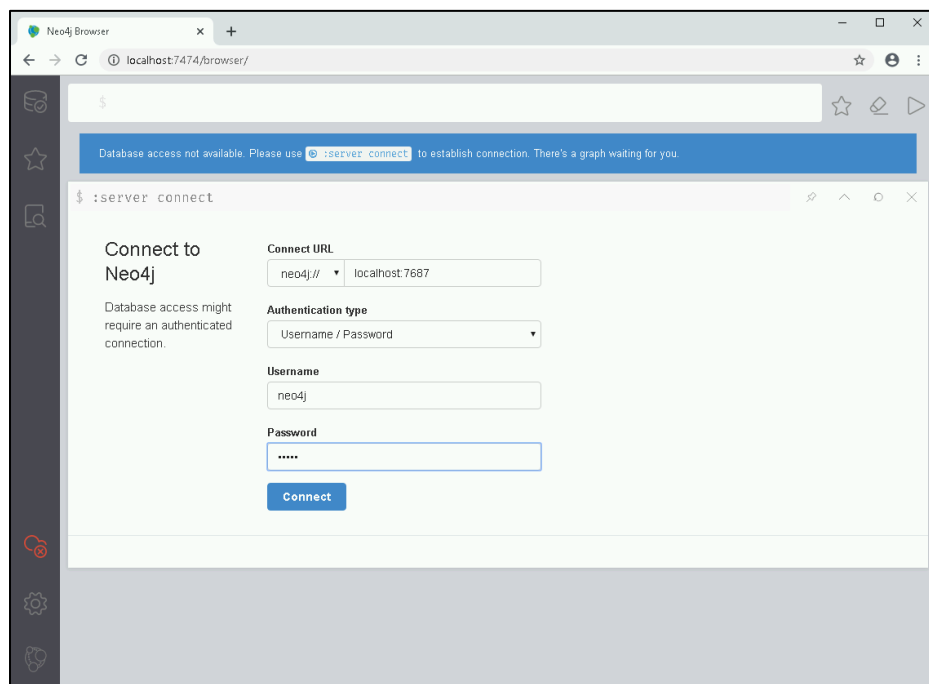 Neo4j Browser
localhost:7474/browser/
$
Database access not available. Please use :server connect to establish connection. There's a graph waiting for you.
$ :server connect
Connect to
Neo4j
Database access might
require an authenticated
connection.
Connect URL
neo4j:// localhost:7687
Authentication type
Username / Password
Username
neo4j
Password
•••••
Connect